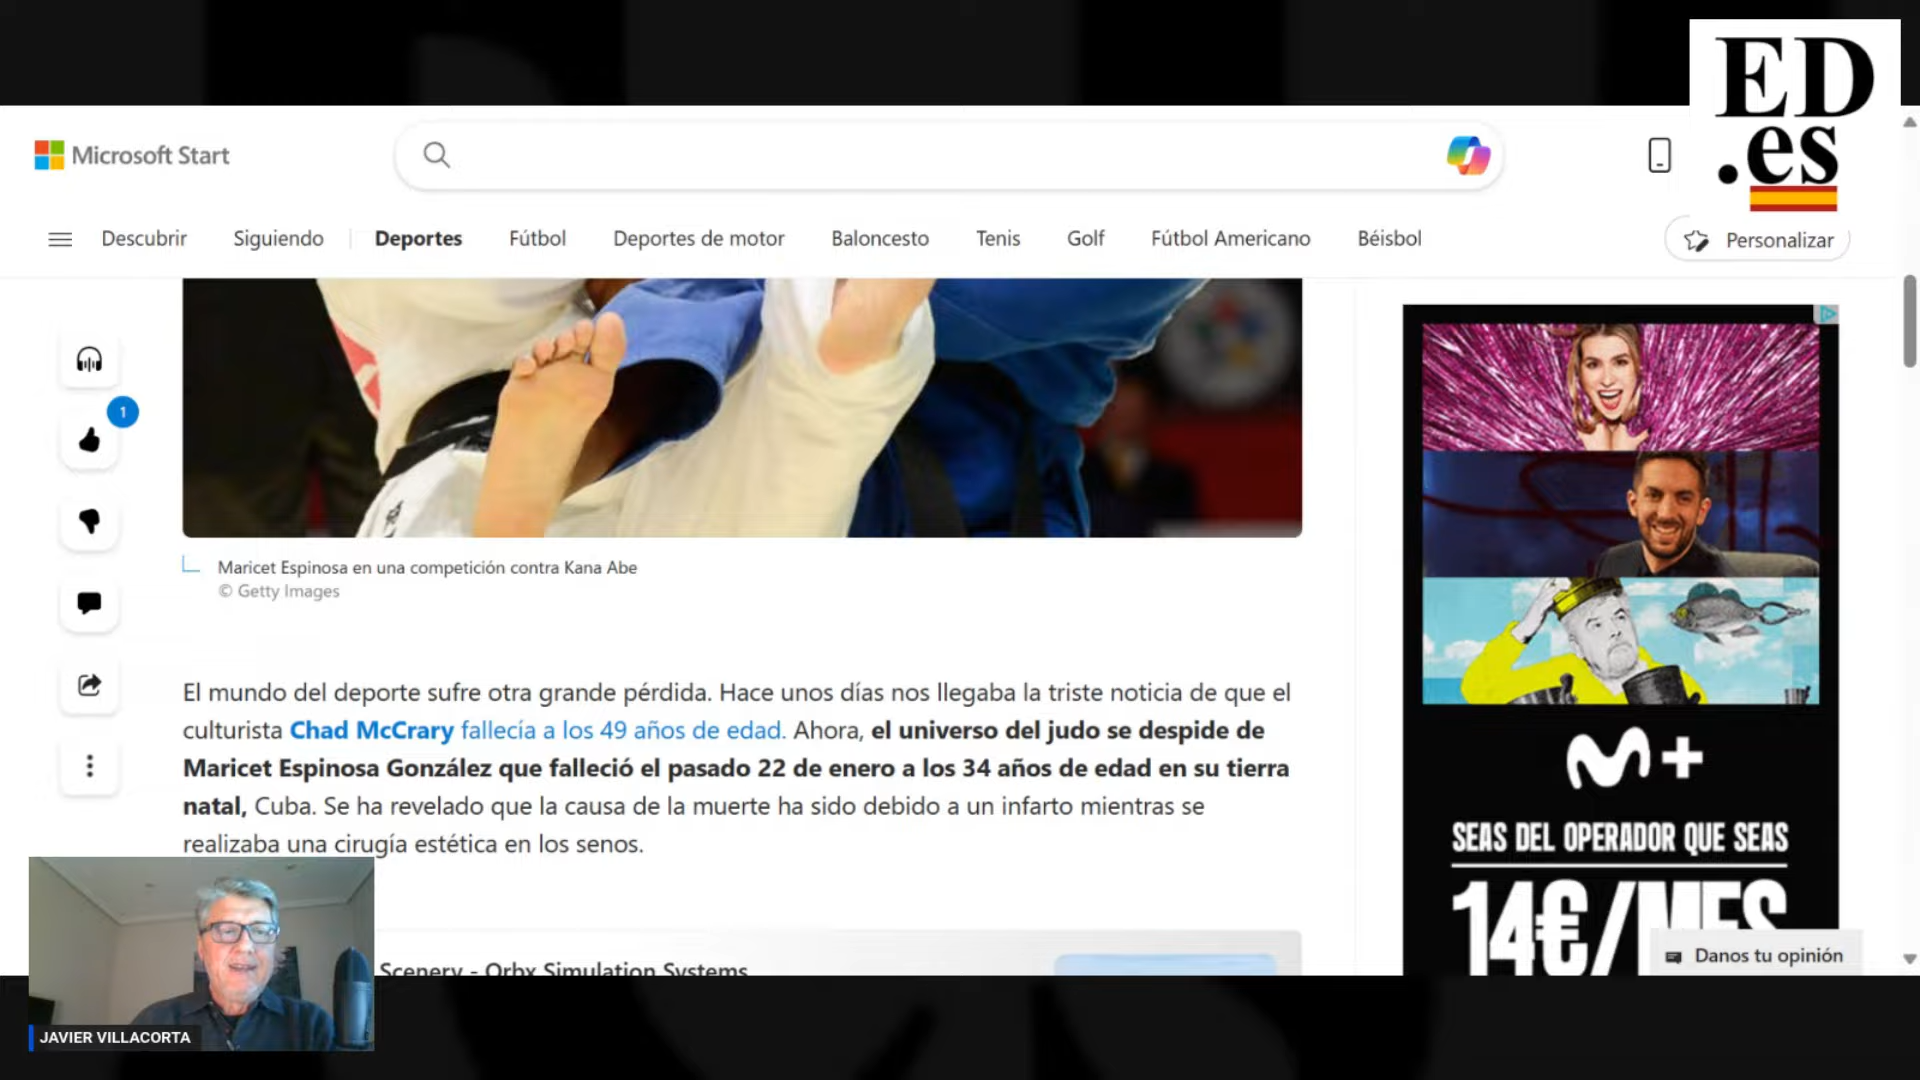 ED
.es
Microsoft Start
Descubrir
Siguiendo
Deportes
Fútbol
Deportes de motor
Baloncesto
Tenis
Golf
Fútbol Americano
Béisbol
Personalizar
1
Maricet Espinosa en una competición contra Kana Abe
© Getty Images
El mundo del deporte sufre otra grande pérdida. Hace unos días nos llegaba la triste noticia de que el
culturista Chad McCrary fallecía a los 49 años de edad. Ahora, el universo del judo se despide de
Maricet Espinosa González que falleció el pasado 22 de enero a los 34 años de edad en su tierra
natal, Cuba. Se ha revelado que la causa de la muerte ha sido debido a un infarto mientras se
realizaba una cirugía estética en los senos.
Scenery - Orbx Simulation Systems
M+
SEAS DEL OPERADOR QUE SEAS
14€/MES
Danos tu opinión
JAVIER VILLACORTA